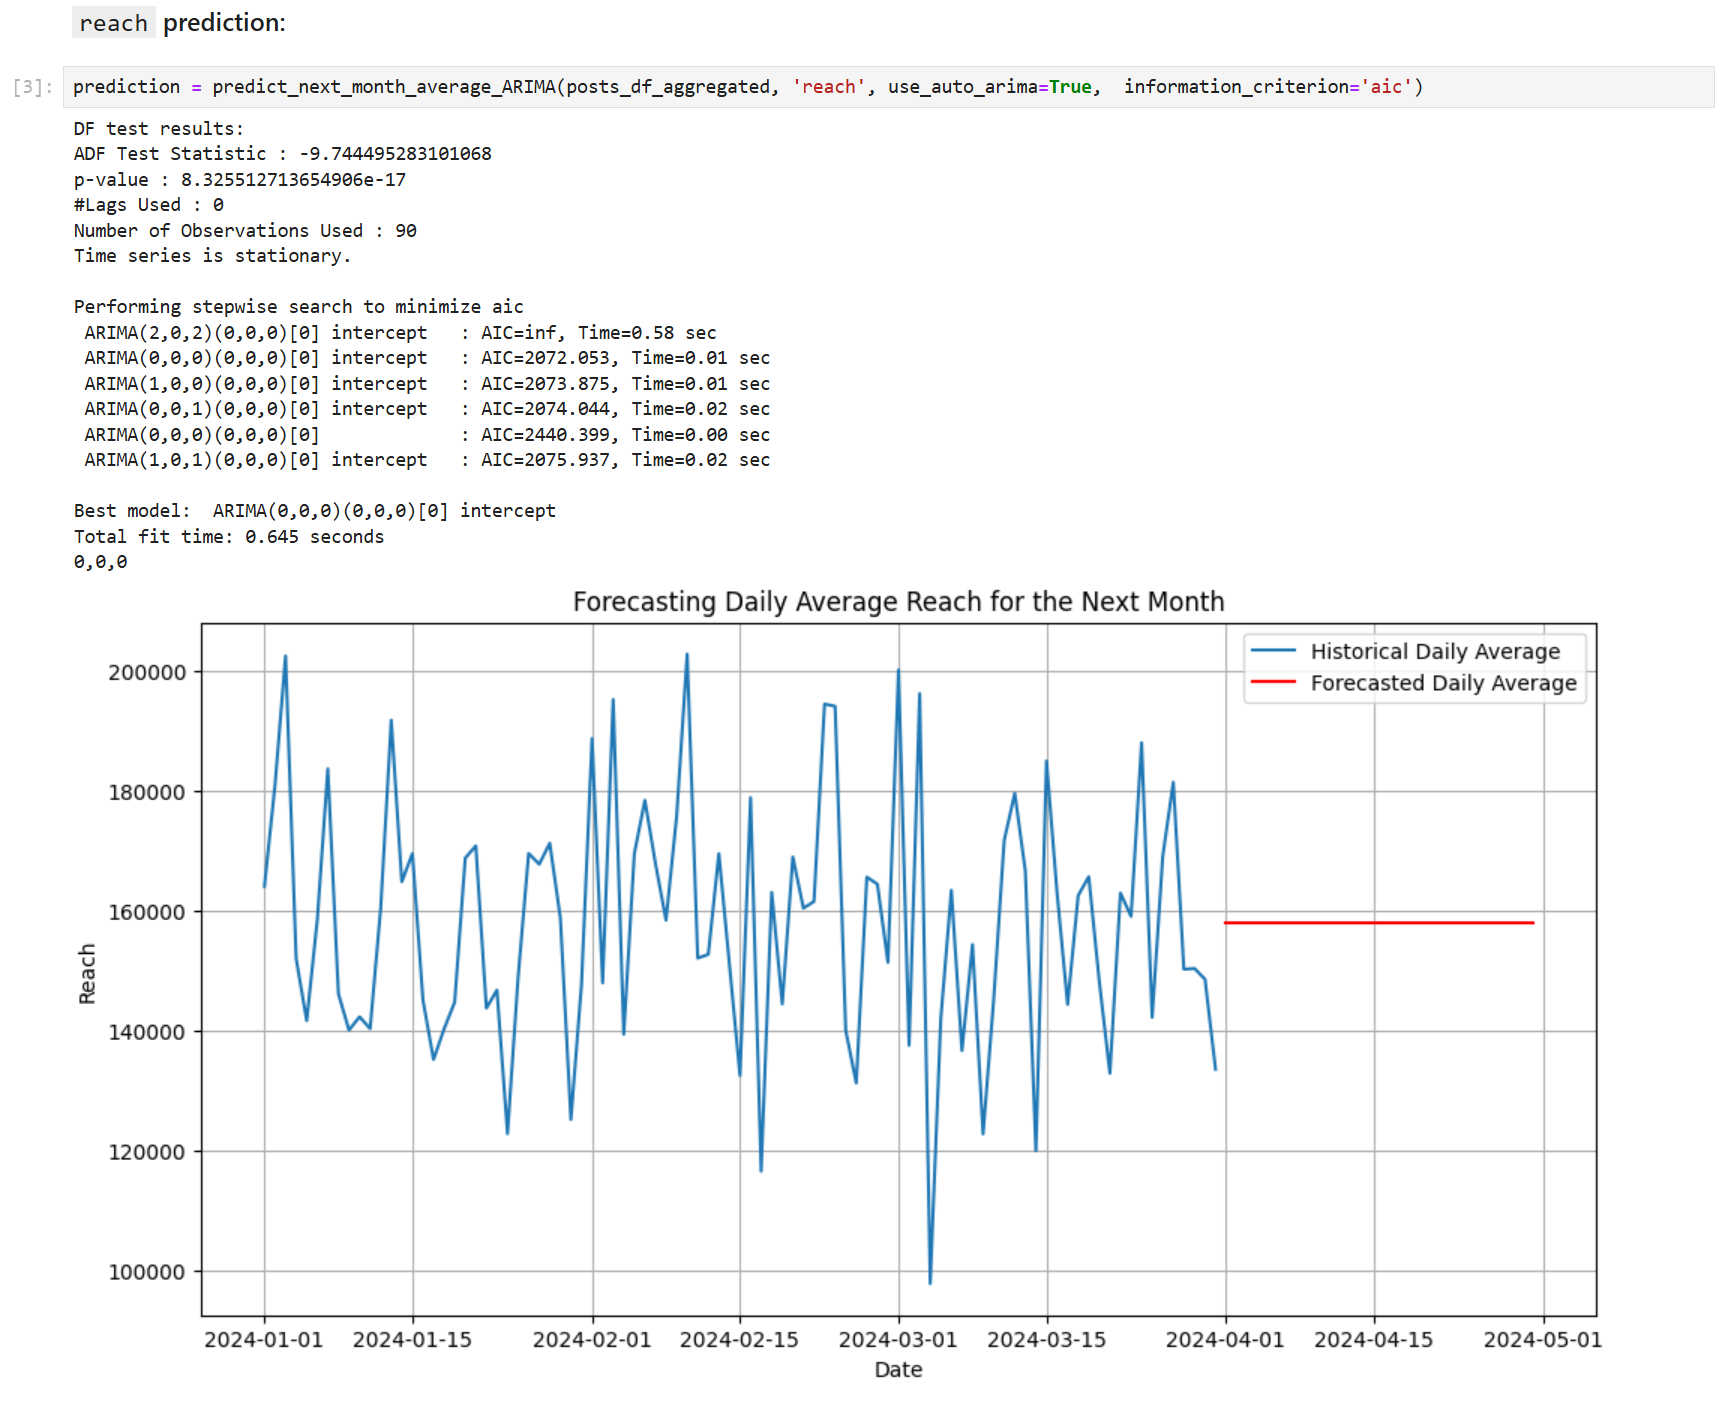 reach prediction:
[3]: prediction = predict_next_month_average_ARIMA(posts_df_aggregated, 'reach', use_auto_arima=True,  information_criterion='aic')
DF test results:
ADF Test Statistic : -9.744495283101068
p-value : 8.325512713654906e-17
#Lags Used : 0
Number of Observations Used : 90
Time series is stationary.
Performing stepwise search to minimize aic
ARIMA(2,0,2)(0,0,0)[0] intercept   : AIC=inf, Time=0.58 sec
ARIMA(0,0,0)(0,0,0)[0] intercept   : AIC=2072.053, Time=0.01 sec
ARIMA(1,0,0)(0,0,0)[0] intercept   : AIC=2073.875, Time=0.01 sec
ARIMA(0,0,1)(0,0,0)[0] intercept   : AIC=2074.044, Time=0.02 sec
ARIMA(0,0,0)(0,0,0)[0]             : AIC=2440.399, Time=0.00 sec
ARIMA(1,0,1)(0,0,0)[0] intercept   : AIC=2075.937, Time=0.02 sec
Best model:  ARIMA(0,0,0)(0,0,0)[0] intercept
Total fit time: 0.645 seconds
0,0,0
Forecasting Daily Average Reach for the Next Month
Historical Daily Average
Forecasted Daily Average
200000
180000
160000
140000
120000
100000
Reach
2024-01-01 2024-01-15 2024-02-01 2024-02-15 2024-03-01 2024-03-15 2024-04-01 2024-04-15 2024-05-01
Date